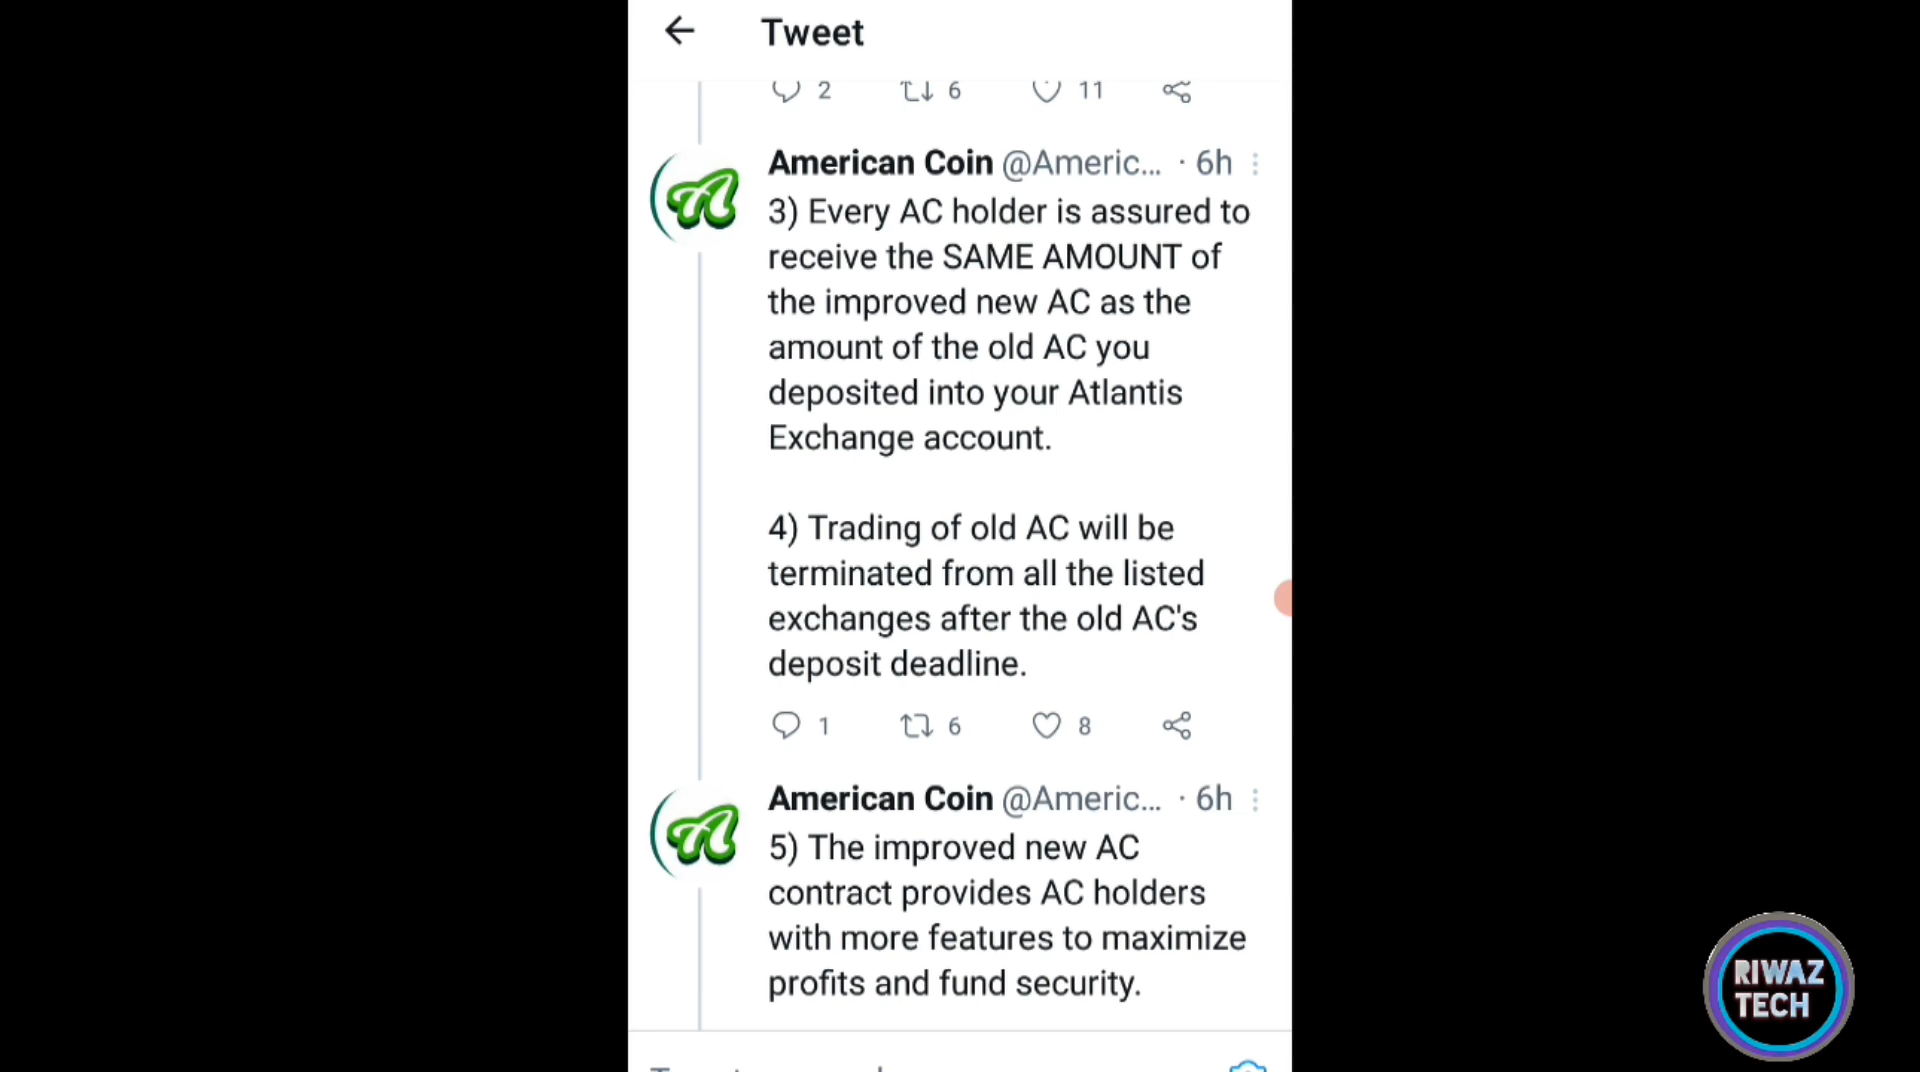 Tweet
2 6 11
American Coin @Americ... · 6h
3) Every AC holder is assured to
receive the SAME AMOUNT of
the improved new AC as the
amount of the old AC you
deposited into your Atlantis
Exchange account.
4) Trading of old AC will be
terminated from all the listed
exchanges after the old AC's
deposit deadline.
1 6 8
American Coin @Americ... · 6h
5) The improved new AC
contract provides AC holders
with more features to maximize
profits and fund security.
RIWAZ
TECH